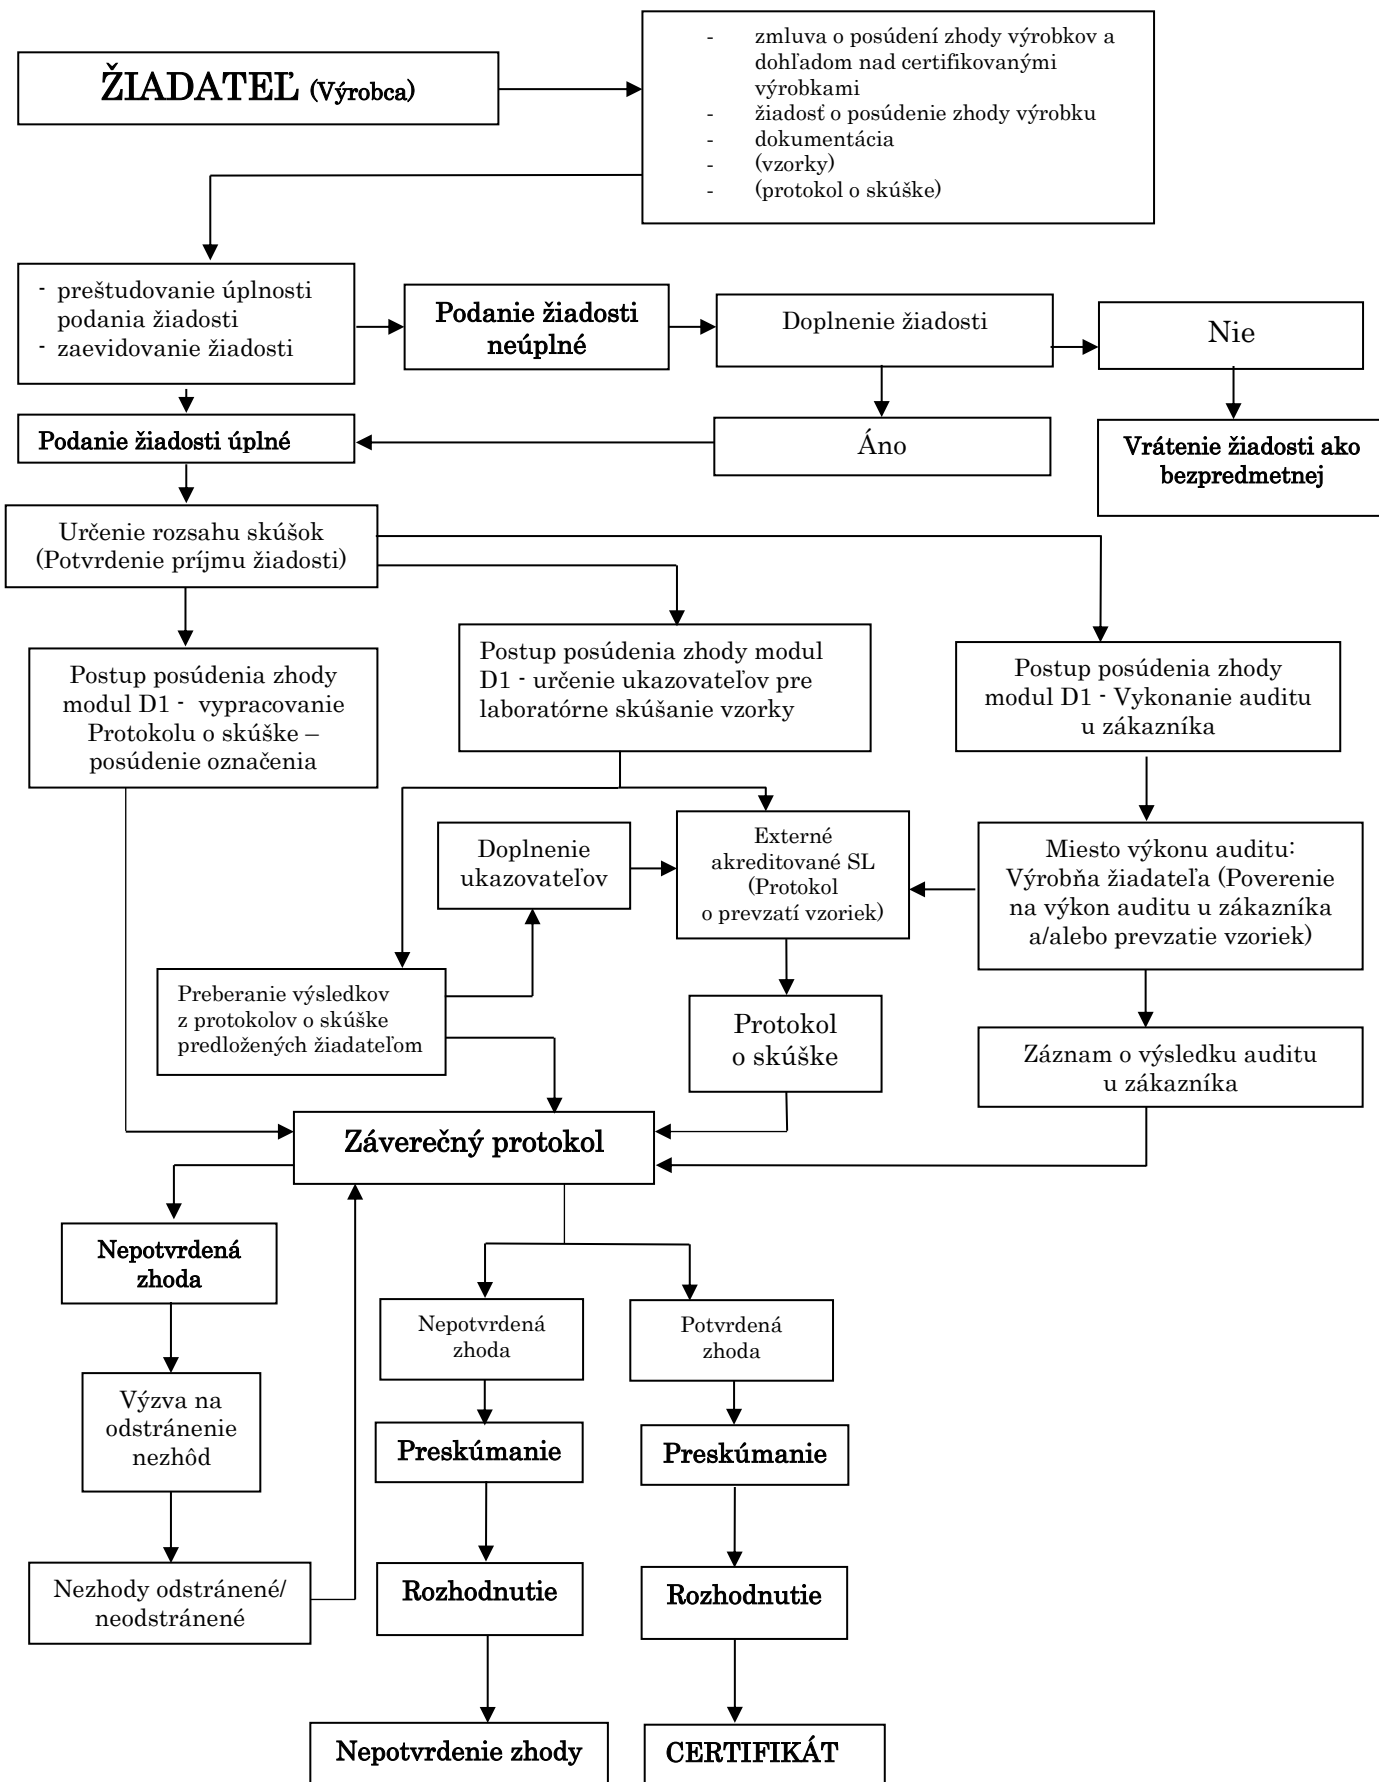 ŽIADATEĽ (Výrobca)
- zmluva o posúdení zhody výrobkov a
dohľadom nad certifikovanými
výrobkami
- žiadosť o posúdenie zhody výrobku
- dokumentácia
- (vzorky)
- (protokol o skúške)
- preštudovanie úplnosti
podania žiadosti
- zaevidovanie žiadosti
Podanie žiadosti
neúplné
Doplnenie žiadosti
Nie
Podanie žiadosti úplné
Áno
Vrátenie žiadosti ako
bezpredmetnej
Určenie rozsahu skúšok
(Potvrdenie príjmu žiadosti)
Postup posúdenia zhody
modul D1 - vypracovanie
Protokolu o skúške –
posúdenie označenia
Postup posúdenia zhody modul
D1 - určenie ukazovateľov pre
laboratórne skúšanie vzorky
Postup posúdenia zhody
modul D1 - Vykonanie auditu
u zákazníka
Doplnenie
ukazovateľov
Externé
akreditované SL
(Protokol
o prevzatí vzoriek)
Miesto výkonu auditu:
Výrobňa žiadateľa (Poverenie
na výkon auditu u zákazníka
a/alebo prevzatie vzoriek)
Preberanie výsledkov
z protokolov o skúške
predložených žiadateľom
Protokol
o skúške
Záznam o výsledku auditu
u zákazníka
Záverečný protokol
Nepotvrdená
zhoda
Nepotvrdená
zhoda
Potvrdená
zhoda
Výzva na
odstránenie
nezhôd
Preskúmanie
Preskúmanie
Nezhody odstránené/
neodstránené
Rozhodnutie
Rozhodnutie
Nepotvrdenie zhody
CERTIFIKÁT